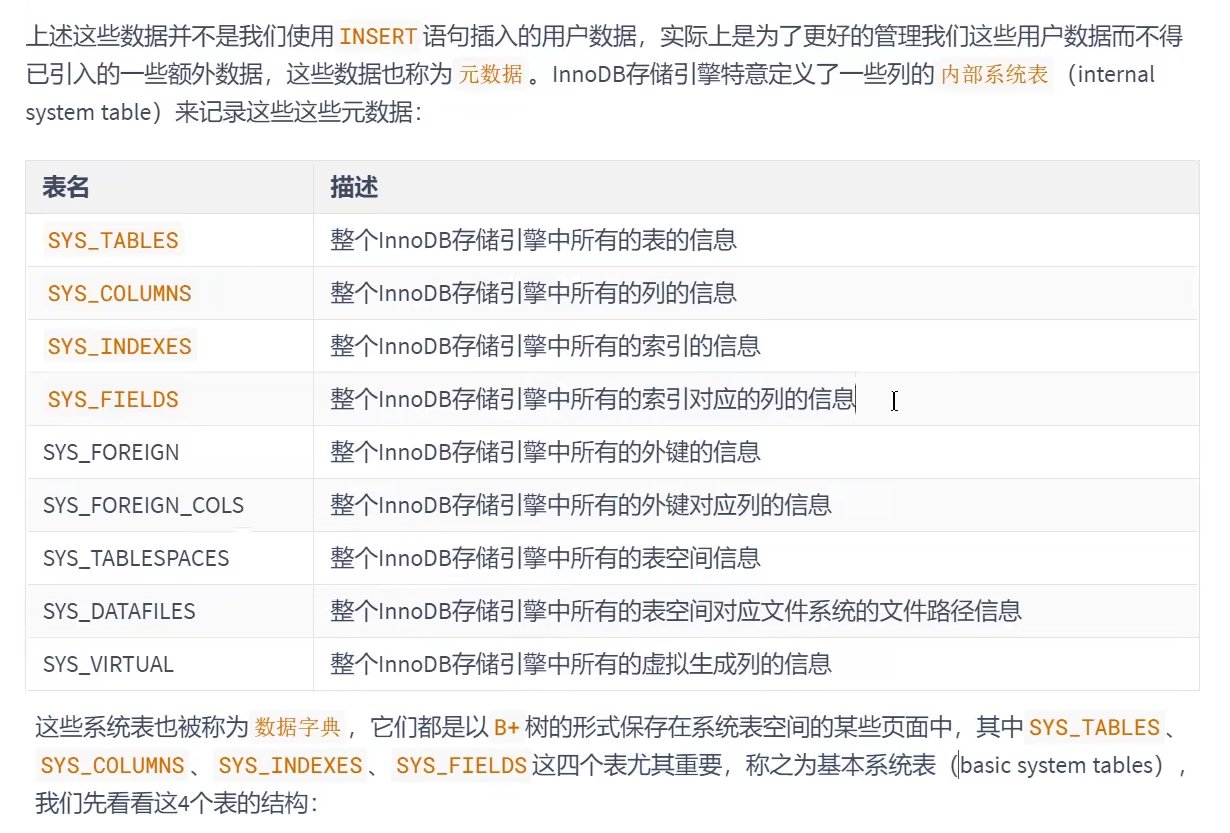 上述这些数据并不是我们使用 INSERT 语句插入的用户数据，实际上是为了更好的管理我们这些用户数据而不得
已引入的一些额外数据，这些数据也称为 元数据 。InnoDB存储引擎特意定义了一些列的 内部系统表 （internal
system table）来记录这些这些元数据：
表名 描述
SYS_TABLES 整个InnoDB存储引擎中所有的表的信息
SYS_COLUMNS 整个InnoDB存储引擎中所有的列的信息
SYS_INDEXES 整个InnoDB存储引擎中所有的索引的信息
SYS_FIELDS 整个InnoDB存储引擎中所有的索引对应的列的信息
SYS_FOREIGN 整个InnoDB存储引擎中所有的外键的信息
SYS_FOREIGN_COLS 整个InnoDB存储引擎中所有的外键对应列的信息
SYS_TABLESPACES 整个InnoDB存储引擎中所有的表空间信息
SYS_DATAFILES 整个InnoDB存储引擎中所有的表空间对应文件系统的文件路径信息
SYS_VIRTUAL 整个InnoDB存储引擎中所有的虚拟生成列的信息
这些系统表也被称为 数据字典 ，它们都是以 B+ 树的形式保存在系统表空间的某些页面中，其中 SYS_TABLES 、
SYS_COLUMNS 、 SYS_INDEXES 、 SYS_FIELDS 这四个表尤其重要，称之为基本系统表（basic system tables），
我们先看看这4个表的结构：